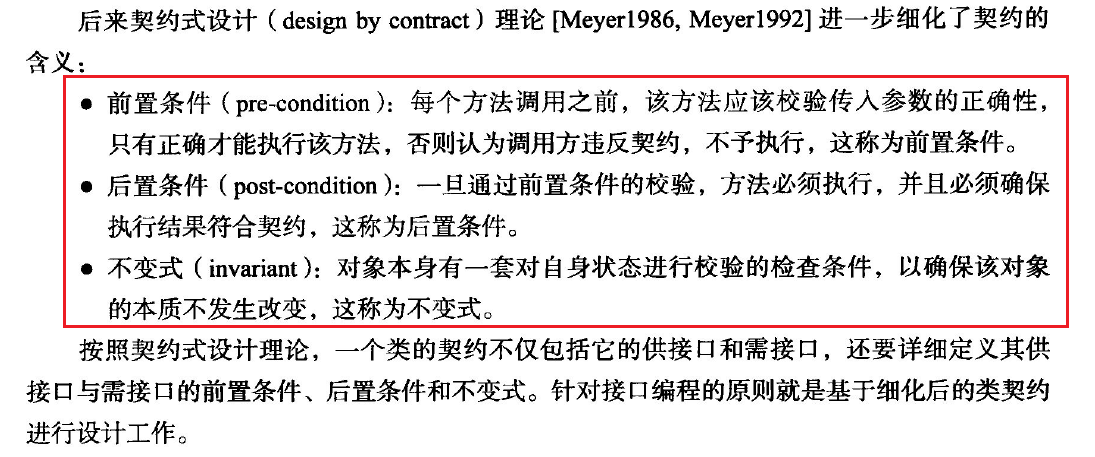 后来契约式设计（design by contract）理论 [Meyer1986, Meyer1992] 进一步细化了契约的
含义：
● 前置条件（pre-condition）：每个方法调用之前，该方法应该校验传入参数的正确性，
只有正确才能执行该方法，否则认为调用方违反契约，不予执行，这称为前置条件。
● 后置条件（post-condition）：一旦通过前置条件的校验，方法必须执行，并且必须确保
执行结果符合契约，这称为后置条件。
● 不变式（invariant）：对象本身有一套对自身状态进行校验的检查条件，以确保该对象
的本质不发生改变，这称为不变式。
按照契约式设计理论，一个类的契约不仅包括它的供接口和需接口，还要详细定义其供
接口与需接口的前置条件、后置条件和不变式。针对接口编程的原则就是基于细化后的类契约
进行设计工作。